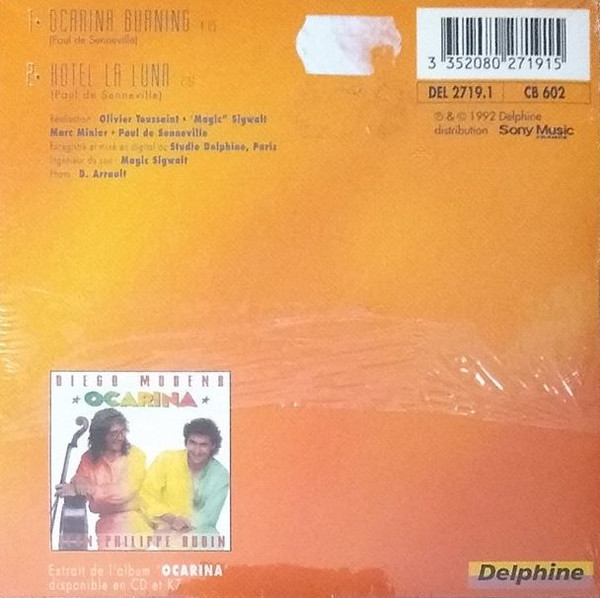 1• OCARINA BURNING
(Paul de Senneville)
2• HOTEL LA LUNA
(Paul de Senneville)
Réalisation : Olivier Toussaint • "Magic" Sigwalt
Marc Minier • Paul de Senneville
Enregistré et mixé en digital au Studio Delphine, Paris
Ingénieur du son : Magic Sigwalt
Photo : D. Arrault
3 352080 271915
DEL 2719.1 CB 602
℗ & © 1992 Delphine
distribution Sony Music
FRANCE
DIEGO MODENA
OCARINA
JEAN-PHILIPPE AUDIN
Extrait de l'album "OCARINA"
disponible en CD et K7
Delphine